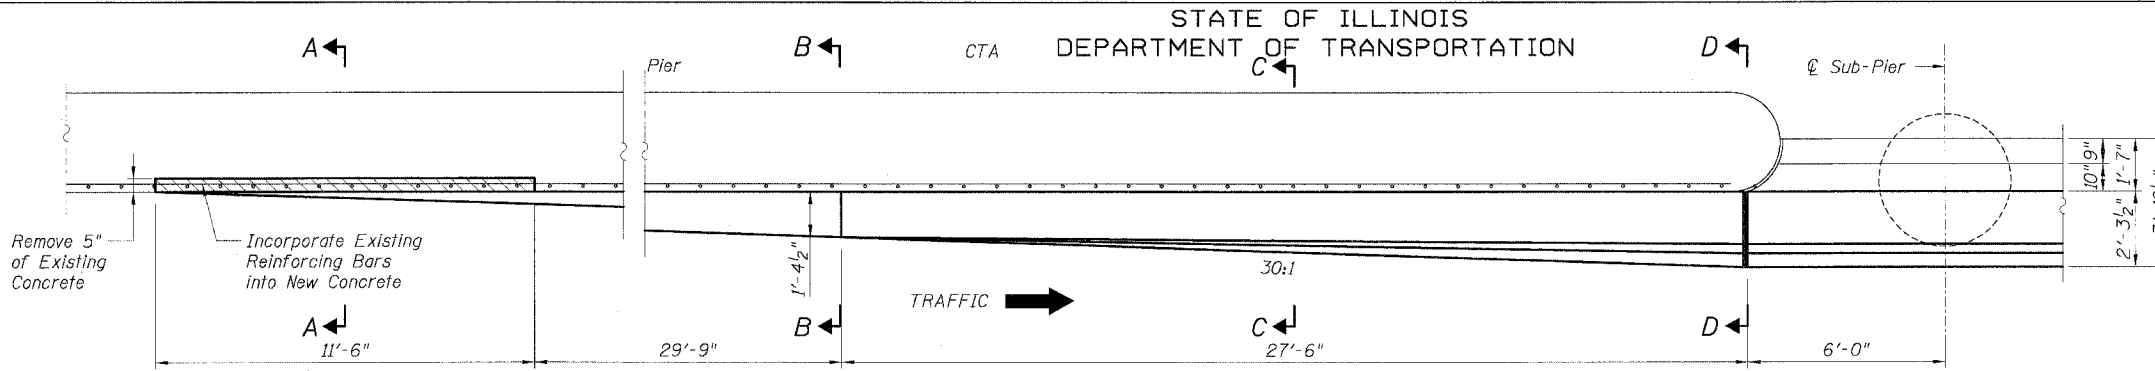 STATE OF ILLINOIS
DEPARTMENT OF TRANSPORTATION
A
B
CTA
C
D
℄ Sub-Pier
Pier
10"
9"
1'-7"
2'-3½"
Remove 5"
of Existing
Concrete
Incorporate Existing
Reinforcing Bars
into New Concrete
1'-4½"
30:1
TRAFFIC
A
B
C
D
11'-6"
29'-9"
27'-6"
6'-0"